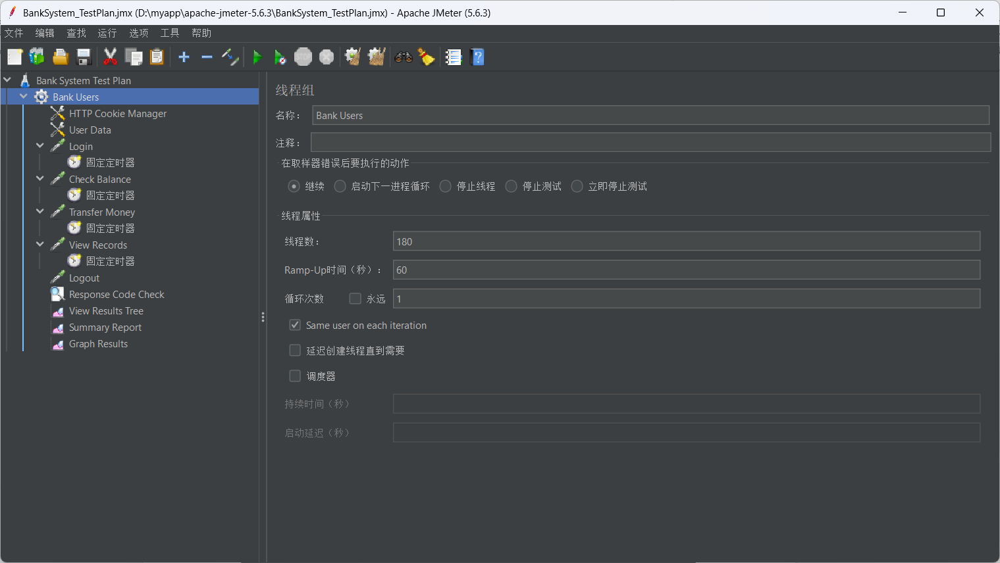 BankSystem_TestPlan.jmx (D:\myapp\apache-jmeter-5.6.3\BankSystem_TestPlan.jmx) - Apache JMeter (5.6.3)
文件 编辑 查找 运行 选项 工具 帮助
STOP
Bank System Test Plan
Bank Users
HTTP Cookie Manager
User Data
Login
固定定时器
Check Balance
固定定时器
Transfer Money
固定定时器
View Records
固定定时器
Logout
Response Code Check
View Results Tree
Summary Report
Graph Results
线程组
名称： Bank Users
注释：
在取样器错误后要执行的动作
继续 启动下一进程循环 停止线程 停止测试 立即停止测试
线程属性
线程数： 180
Ramp-Up时间（秒）： 60
循环次数 永远 1
Same user on each iteration
延迟创建线程直到需要
调度器
持续时间（秒）
启动延迟（秒）